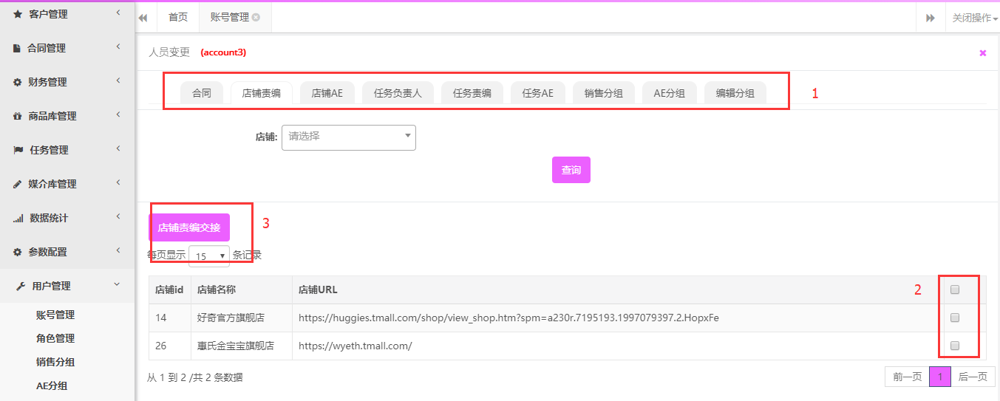 客户管理
合同管理
财务管理
商品库管理
任务管理
媒介库管理
数据统计
参数配置
用户管理
账号管理
角色管理
销售分组
AE分组
首页 账号管理 关闭操作
人员变更 (account3)
合同 店铺责编 店铺AE 任务负责人 任务责编 任务AE 销售分组 AE分组 编辑分组 1
店铺: 请选择
查询
店铺责编交接 3
每页显示 15 条记录
店铺id 店铺名称 店铺URL 2
14 好奇官方旗舰店 https://huggies.tmall.com/shop/view_shop.htm?spm=a230r.7195193.1997079397.2.HopxFe
26 惠氏金宝宝旗舰店 https://wyeth.tmall.com/
从 1 到 2 /共 2 条数据 前一页 1 后一页